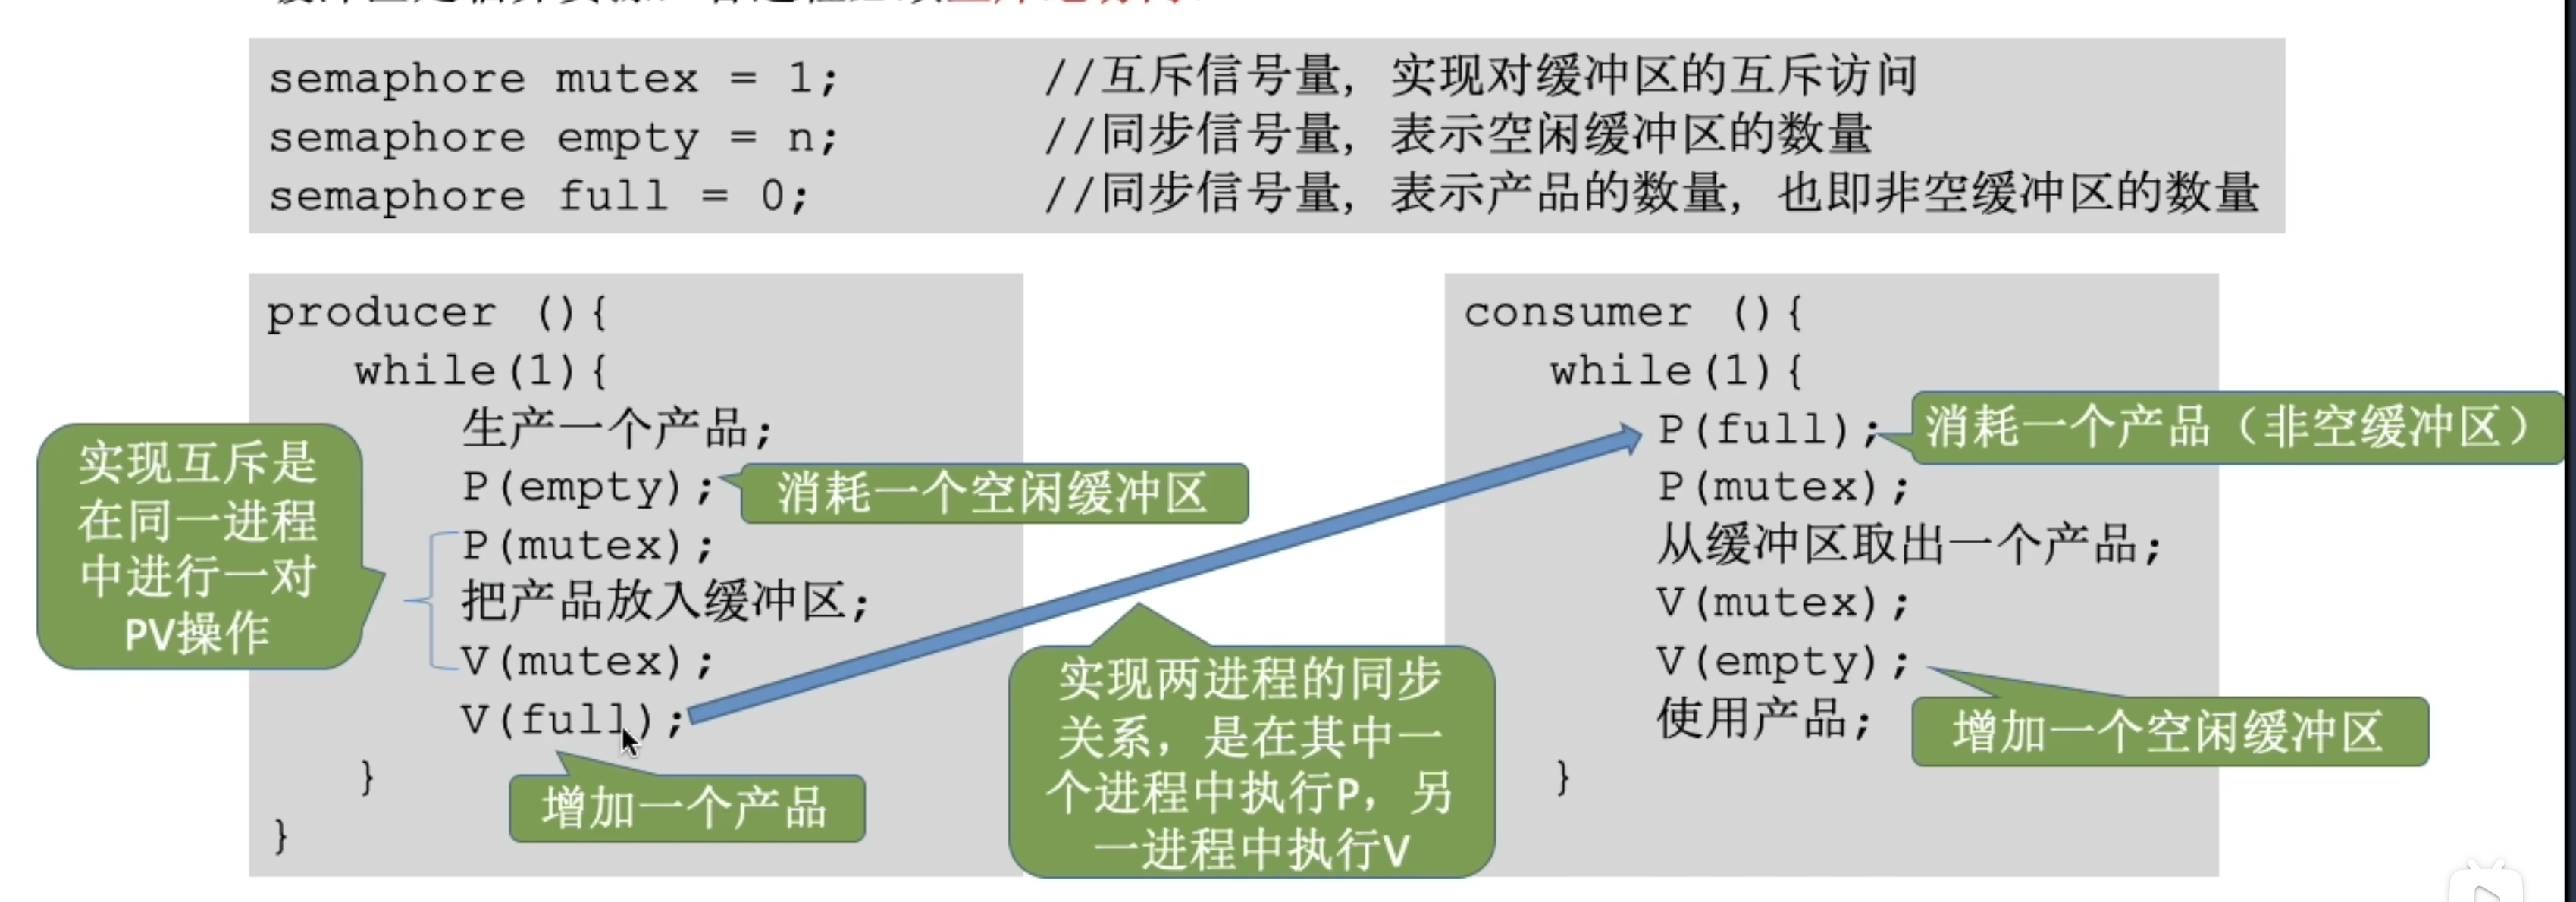 semaphore mutex = 1; //互斥信号量，实现对缓冲区的互斥访问
semaphore empty = n; //同步信号量，表示空闲缓冲区的数量
semaphore full = 0; //同步信号量，表示产品的数量，也即非空缓冲区的数量
producer (){
while(1){
生产一个产品;
P(empty);
消耗一个空闲缓冲区
P(mutex);
把产品放入缓冲区;
V(mutex);
V(full);
增加一个产品
}
}
实现互斥是
在同一进程
中进行一对
PV操作
实现两进程的同步
关系，是在其中一
个进程中执行P，另
一进程中执行V
consumer (){
while(1){
P(full);
消耗一个产品（非空缓冲区）
P(mutex);
从缓冲区取出一个产品;
V(mutex);
V(empty);
增加一个空闲缓冲区
使用产品;
}